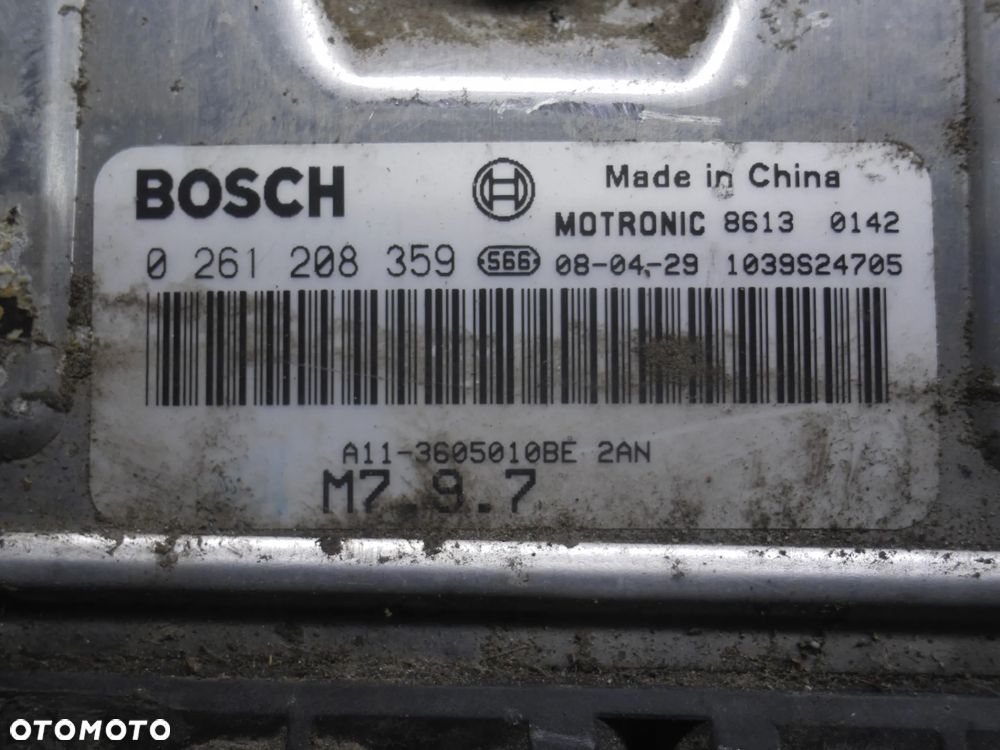 BOSCH
Made in China
MOTRONIC 8613 0142
0 261 208 359 566 08-04-29 1039S24705
A11-3605010BE 2AN
M7.9.7
OTOMOTO